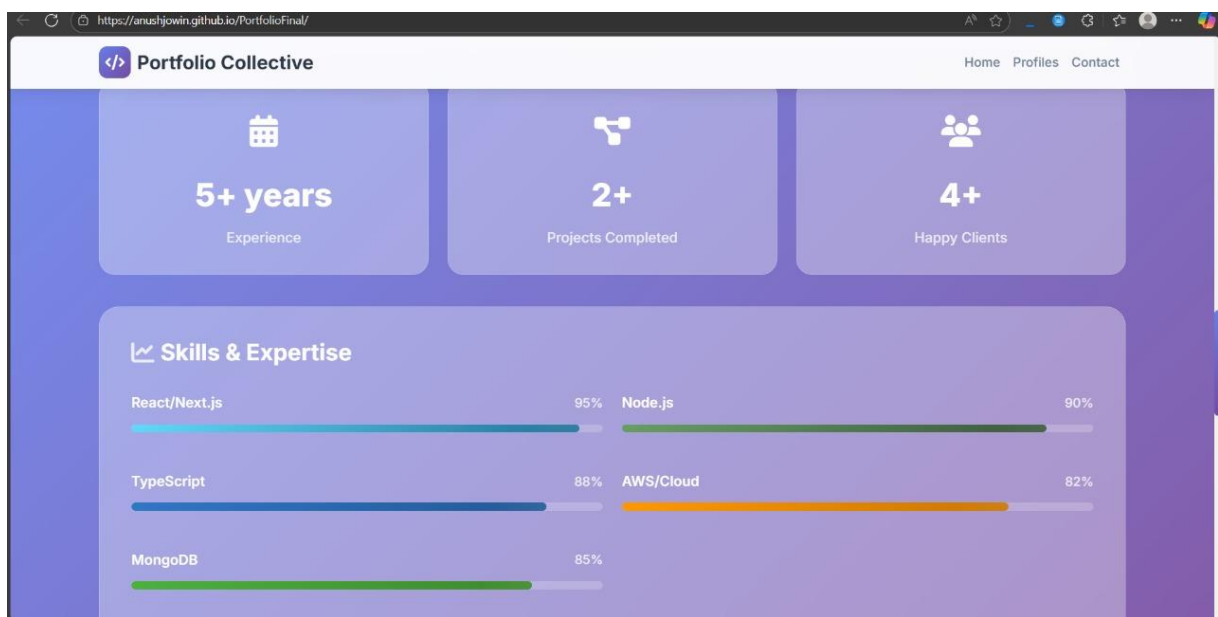 https://anushjowin.github.io/PortfolioFinal/
</> Portfolio Collective
Home Profiles Contact
5+ years
Experience
2+
Projects Completed
4+
Happy Clients
Skills & Expertise
React/Next.js 95%
Node.js 90%
TypeScript 88%
AWS/Cloud 82%
MongoDB 85%